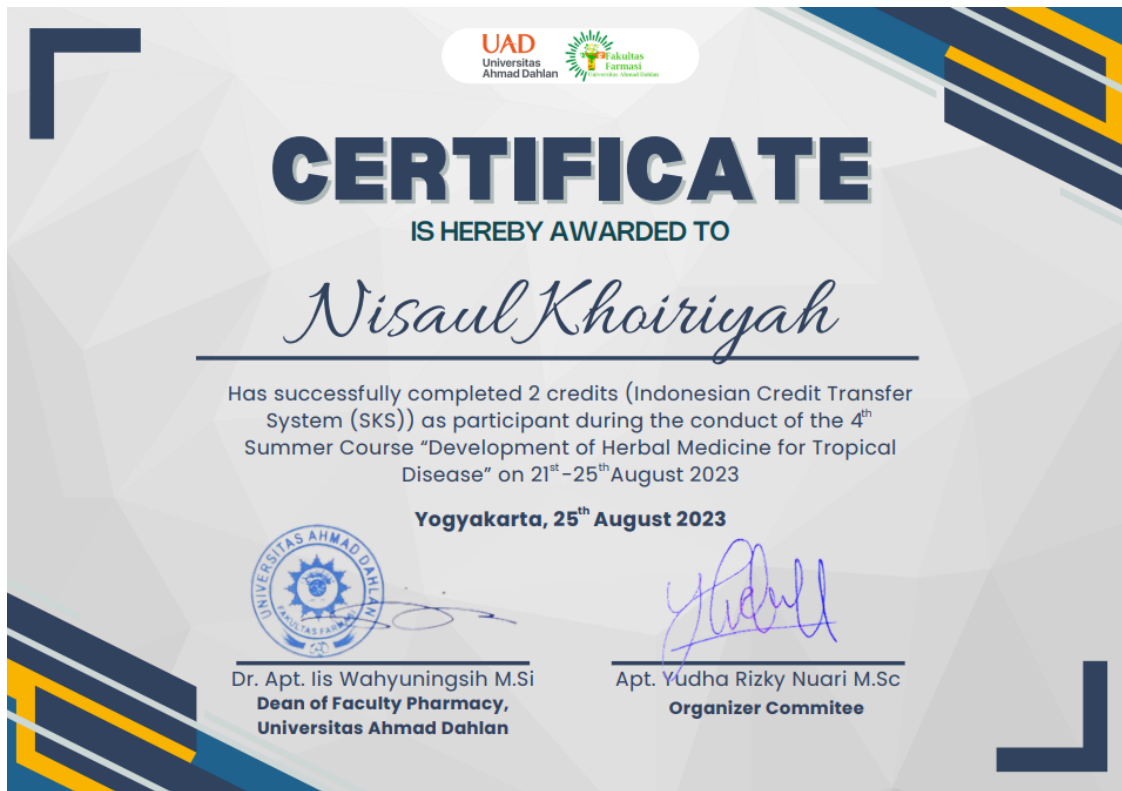 UAD
Universitas
Ahmad Dahlan
Fakultas
Farmasi
Universitas Ahmad Dahlan
CERTIFICATE
IS HEREBY AWARDED TO
Nisaul Khoiriyah
Has successfully completed 2 credits (Indonesian Credit Transfer
System (SKS)) as participant during the conduct of the 4th
Summer Course “Development of Herbal Medicine for Tropical
Disease” on 21st-25th August 2023
Yogyakarta, 25th August 2023
UNIVERSITAS AHMAD DAHLAN
FAKULTAS FARMASI
Dr. Apt. Iis Wahyuningsih M.Si
Dean of Faculty Pharmacy,
Universitas Ahmad Dahlan
Apt. Yudha Rizky Nuari M.Sc
Organizer Commitee